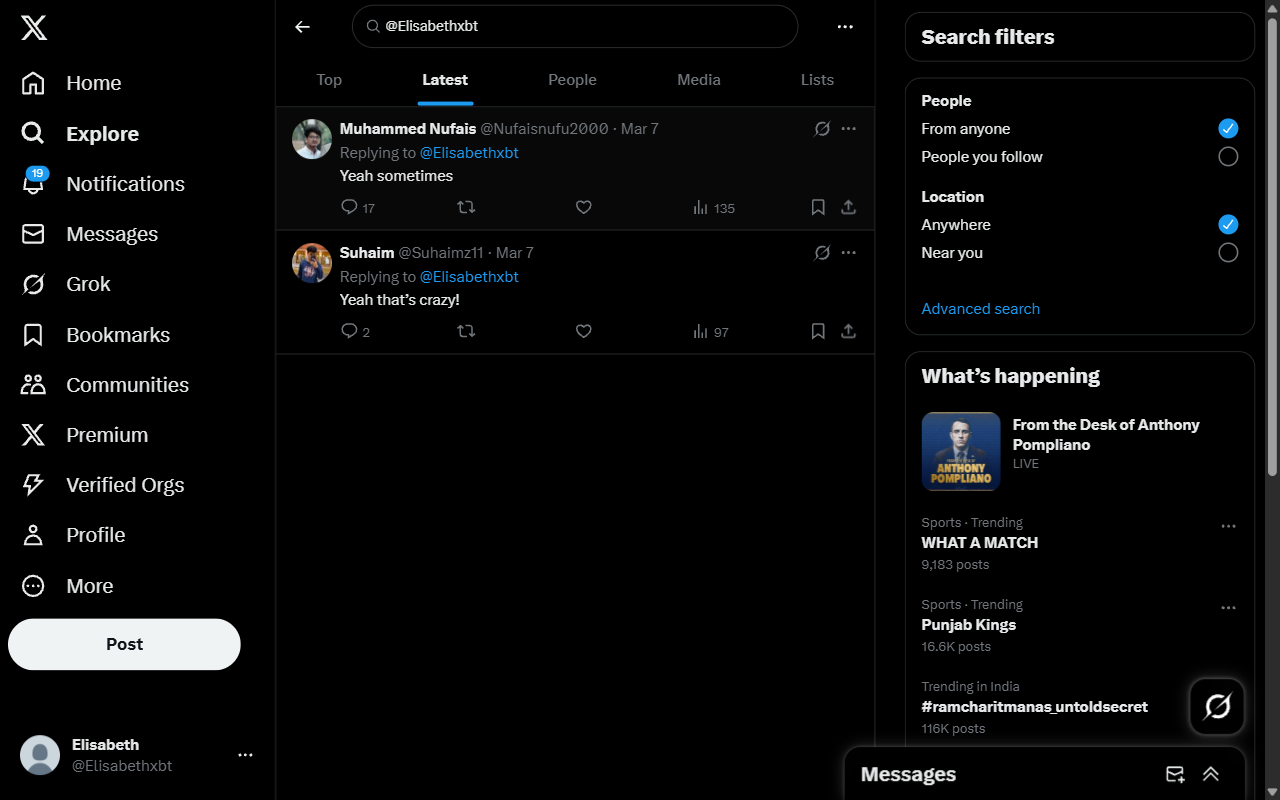 Home
Explore
19
Notifications
Messages
Grok
Bookmarks
Communities
Premium
Verified Orgs
Profile
More
Post
Elisabeth
@Elisabethxbt
@Elisabethxbt
Top Latest People Media Lists
Muhammed Nufais @Nufaisnufu2000 · Mar 7
Replying to @Elisabethxbt
Yeah sometimes
17 135
Suhaim @Suhaimz11 · Mar 7
Replying to @Elisabethxbt
Yeah that’s crazy!
2 97
Search filters
People
From anyone
People you follow
Location
Anywhere
Near you
Advanced search
What’s happening
ANTHONY
POMPLIANO
From the Desk of Anthony
Pompliano
LIVE
Sports · Trending
WHAT A MATCH
9,183 posts
Sports · Trending
Punjab Kings
16.6K posts
Trending in India
#ramcharitmanas_untoldsecret
116K posts
Messages